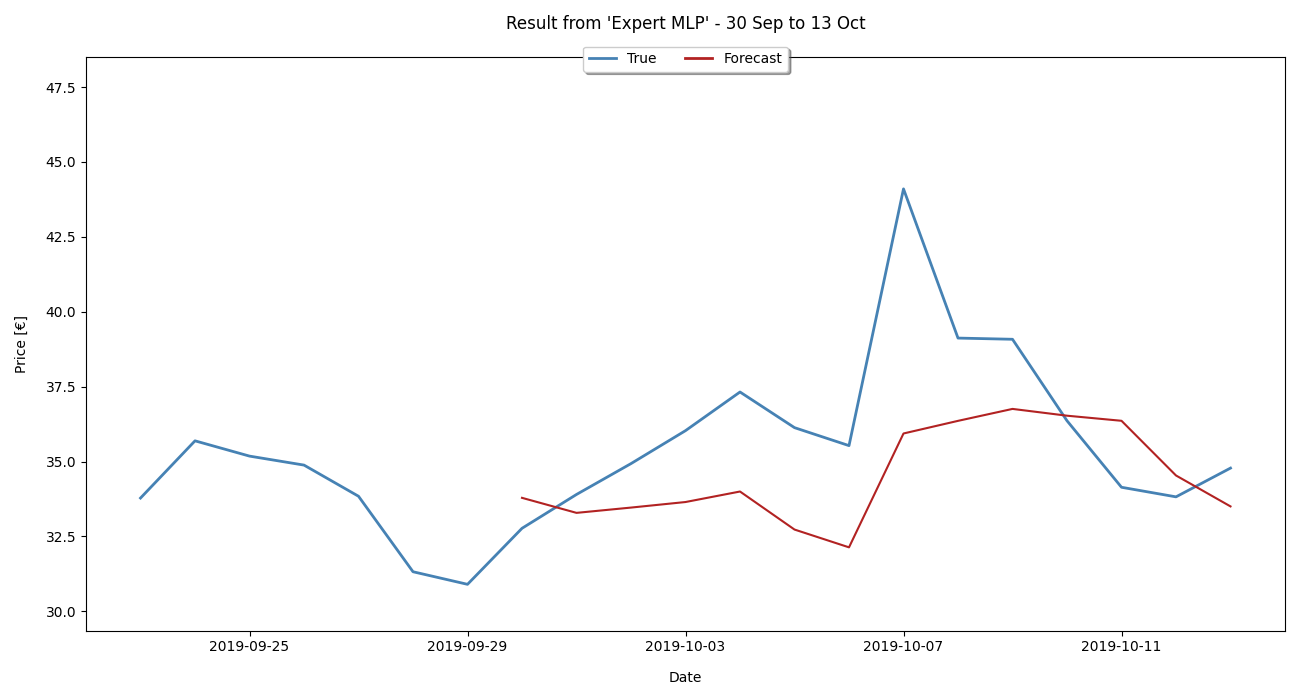 Result from 'Expert MLP' - 30 Sep to 13 Oct
True Forecast
47.5
45.0
42.5
40.0
37.5
35.0
32.5
30.0
Price [€]
2019-09-25 2019-09-29 2019-10-03 2019-10-07 2019-10-11
Date